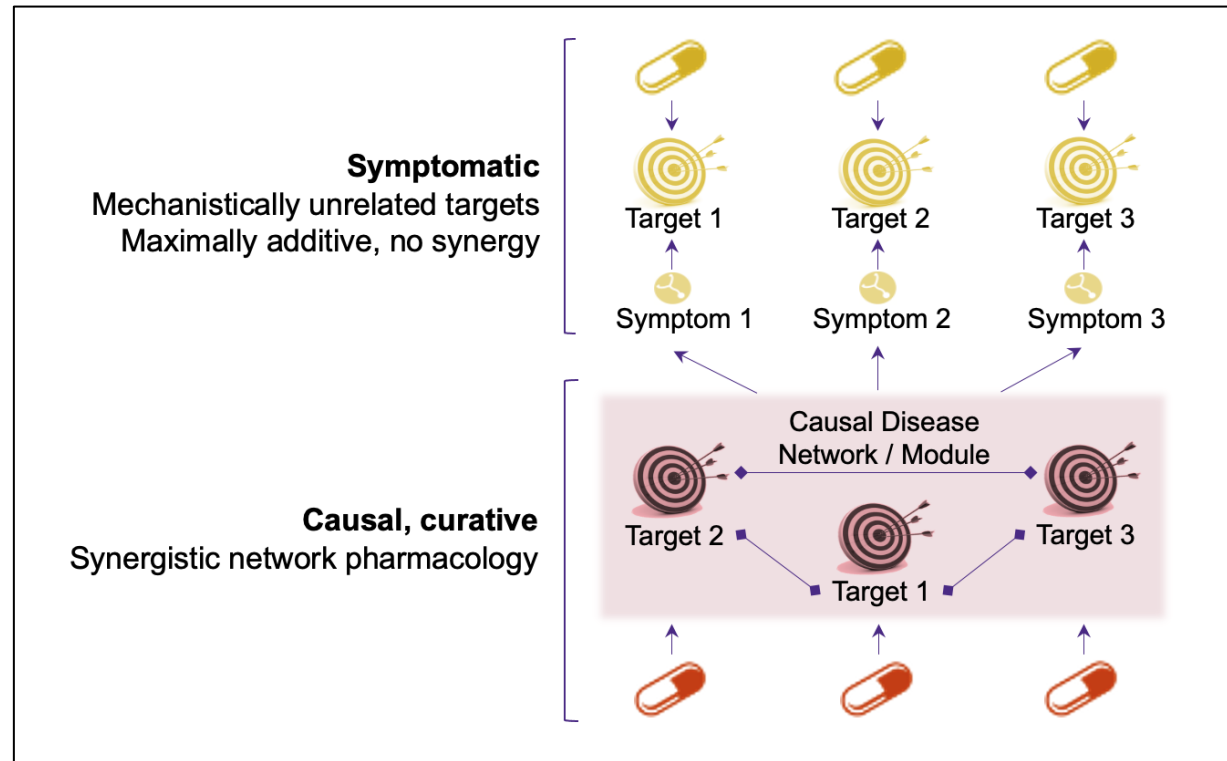 Symptomatic
Mechanistically unrelated targets
Maximally additive, no synergy
Target 1
Target 2
Target 3
Symptom 1
Symptom 2
Symptom 3
Causal, curative
Synergistic network pharmacology
Causal Disease
Network / Module
Target 2
Target 3
Target 1